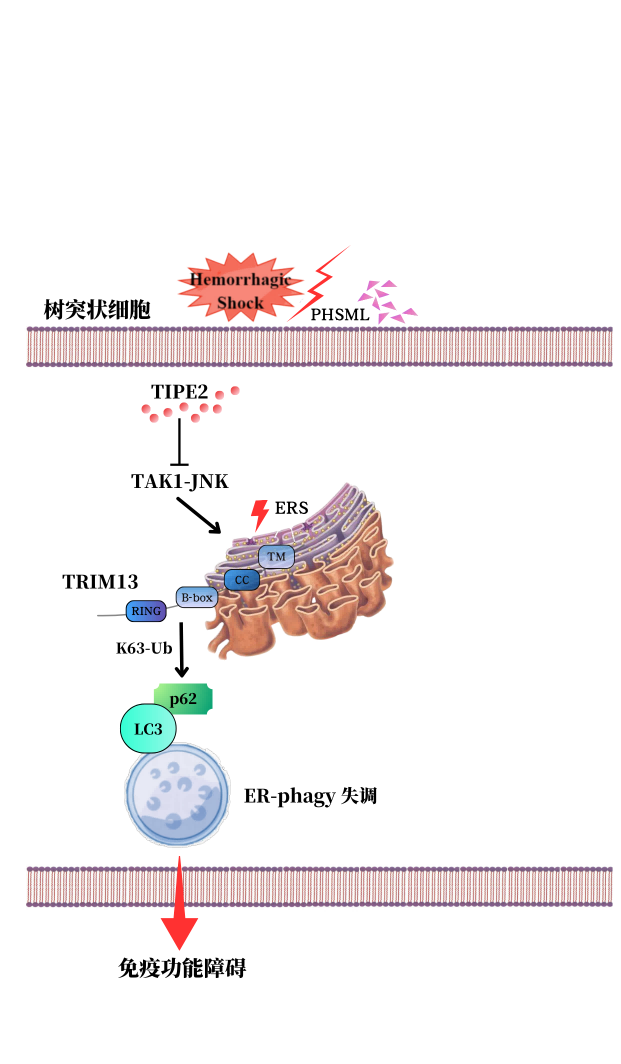 Hemorrhagic
Shock
树突状细胞
PHSML
TIPE2
TAK1-JNK
ERS
TM
CC
TRIM13
B-box
RING
K63-Ub
p62
LC3
ER-phagy 失调
免疫功能障碍